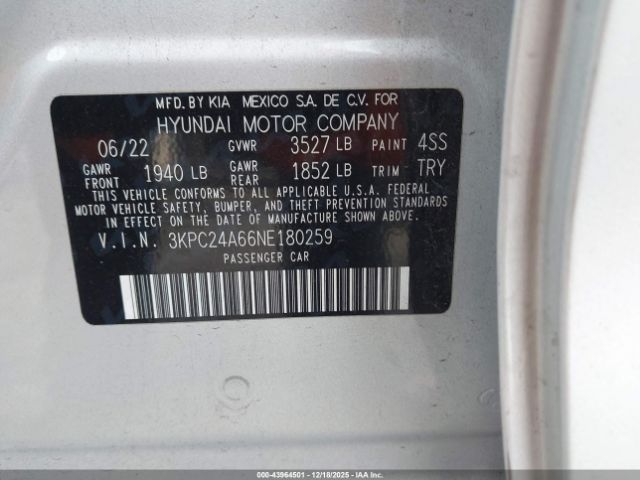 MFD. BY KIA MEXICO S.A. DE C.V. FOR
HYUNDAI MOTOR COMPANY
06/22 GVWR 3527 LB PAINT 4SS
GAWR FRONT 1940 LB GAWR REAR 1852 LB TRIM TRY
THIS VEHICLE CONFORMS TO ALL APPLICABLE U.S.A. FEDERAL
MOTOR VEHICLE SAFETY, BUMPER, AND THEFT PREVENTION STANDARDS
IN EFFECT ON THE DATE OF MANUFACTURE SHOWN ABOVE.
V.I.N. 3KPC24A66NE180259
PASSENGER CAR
000-43964501 - 12/18/2025 - COPART.COM